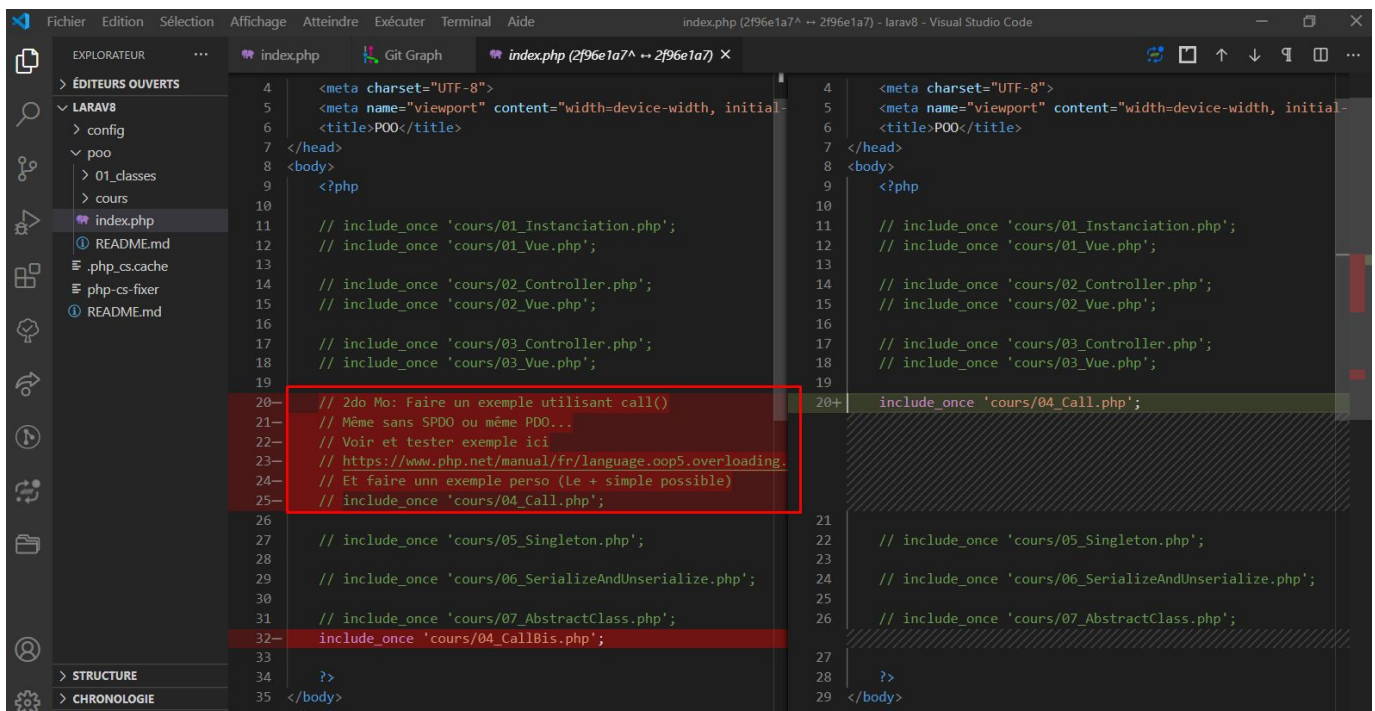 Fichier Edition Sélection Affichage Atteindre Exécuter Terminal Aide index.php (2f96e1a7^ ↔ 2f96e1a7) - larav8 - Visual Studio Code
EXPLORATEUR ···
index.php Git Graph index.php (2f96e1a7^ ↔ 2f96e1a7)
ÉDITEURS OUVERTS
LARAV8
config
poo
01_classes
cours
index.php
README.md
.php_cs.cache
php-cs-fixer
README.md
STRUCTURE
CHRONOLOGIE
4 <meta charset="UTF-8">
5 <meta name="viewport" content="width=device-width, initial-
6 <title>POO</title>
7 </head>
8 <body>
9 <?php
10
11 // include_once 'cours/01_Instanciation.php';
12 // include_once 'cours/01_Vue.php';
13
14 // include_once 'cours/02_Controller.php';
15 // include_once 'cours/02_Vue.php';
16
17 // include_once 'cours/03_Controller.php';
18 // include_once 'cours/03_Vue.php';
19
20— // 2do Mo: Faire un exemple utilisant call()
21— // Même sans SPDO ou même PDO...
22— // Voir et tester exemple ici
23— // https://www.php.net/manual/fr/language.oop5.overloading.
24— // Et faire unn exemple perso (Le + simple possible)
25— // include_once 'cours/04_Call.php';
26
27 // include_once 'cours/05_Singleton.php';
28
29 // include_once 'cours/06_SerializeAndUnserialize.php';
30
31 // include_once 'cours/07_AbstractClass.php';
32— include_once 'cours/04_CallBis.php';
33
34 ?>
35 </body>
4 <meta charset="UTF-8">
5 <meta name="viewport" content="width=device-width, initial-
6 <title>POO</title>
7 </head>
8 <body>
9 <?php
10
11 // include_once 'cours/01_Instanciation.php';
12 // include_once 'cours/01_Vue.php';
13
14 // include_once 'cours/02_Controller.php';
15 // include_once 'cours/02_Vue.php';
16
17 // include_once 'cours/03_Controller.php';
18 // include_once 'cours/03_Vue.php';
19
20+ include_once 'cours/04_Call.php';
21
22 // include_once 'cours/05_Singleton.php';
23
24 // include_once 'cours/06_SerializeAndUnserialize.php';
25
26 // include_once 'cours/07_AbstractClass.php';
27
28 ?>
29 </body>